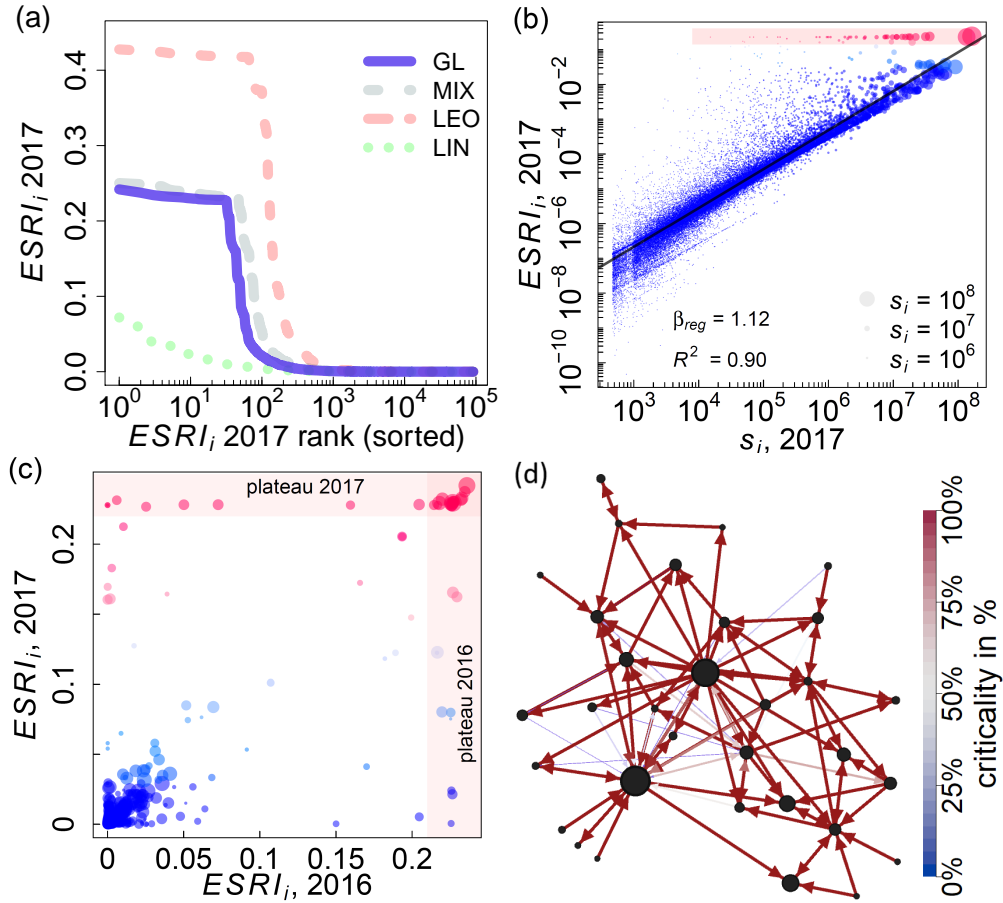 (a)
ESRI_i 2017
0.0
0.1
0.2
0.3
0.4
GL
MIX
LEO
LIN
10^0
10^1
10^2
10^3
10^4
10^5
ESRI_i 2017 rank (sorted)
(b)
ESRI_i, 2017
10^-2
10^-4
10^-6
10^-8
10^-10
β_reg = 1.12
R^2 = 0.90
s_i = 10^8
s_i = 10^7
s_i = 10^6
10^3
10^4
10^5
10^6
10^7
10^8
s_i, 2017
(c)
ESRI_i, 2017
0
0.1
0.2
plateau 2017
plateau 2016
0
0.05
0.1
0.15
0.2
ESRI_i, 2016
(d)
0%
25%
50%
75%
100%
criticality in %